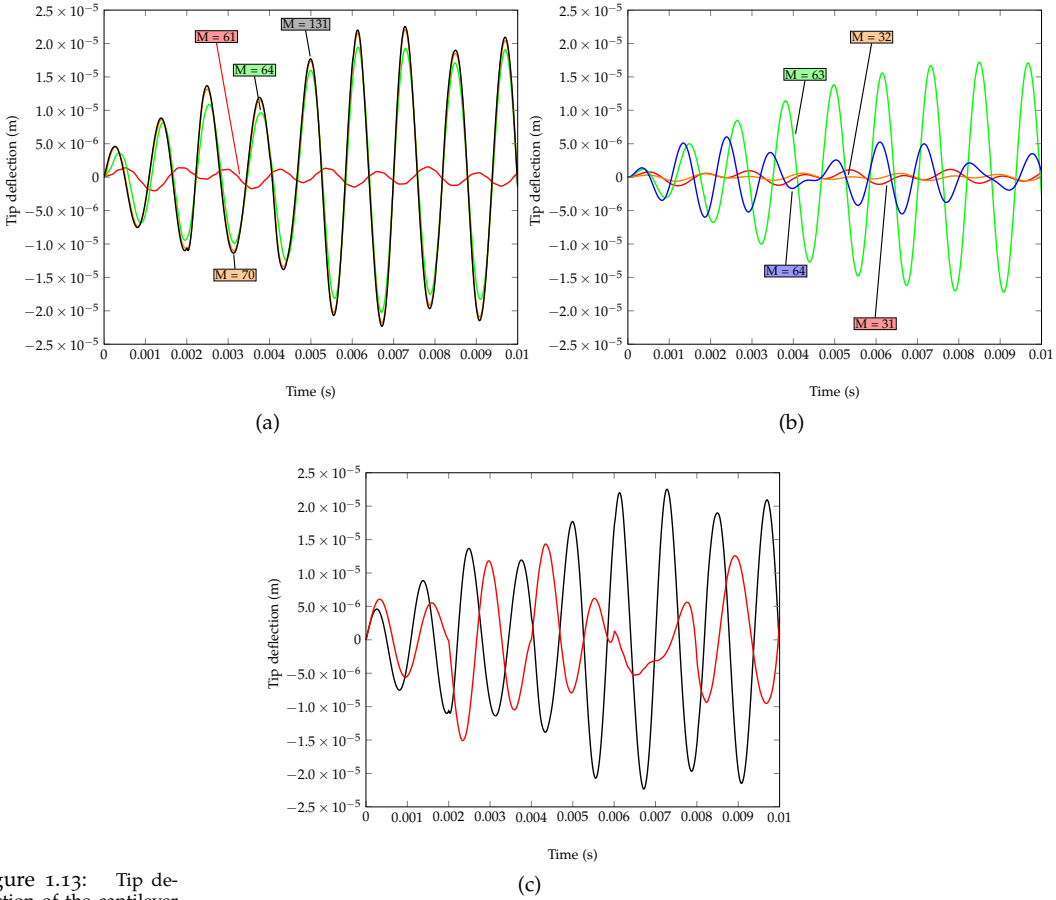 2.5 × 10⁻⁵
2.0 × 10⁻⁵
1.5 × 10⁻⁵
1.0 × 10⁻⁵
5.0 × 10⁻⁶
0
−5.0 × 10⁻⁶
−1.0 × 10⁻⁵
−1.5 × 10⁻⁵
−2.0 × 10⁻⁵
−2.5 × 10⁻⁵
Tip deflection (m)
M = 131
M = 61
M = 64
M = 70
0 0.001 0.002 0.003 0.004 0.005 0.006 0.007 0.008 0.009 0.01
Time (s)
(a)
2.5 × 10⁻⁵
2.0 × 10⁻⁵
1.5 × 10⁻⁵
1.0 × 10⁻⁵
5.0 × 10⁻⁶
0
−5.0 × 10⁻⁶
−1.0 × 10⁻⁵
−1.5 × 10⁻⁵
−2.0 × 10⁻⁵
−2.5 × 10⁻⁵
Tip deflection (m)
M = 32
M = 63
M = 64
M = 31
0 0.001 0.002 0.003 0.004 0.005 0.006 0.007 0.008 0.009 0.01
Time (s)
(b)
2.5 × 10⁻⁵
2.0 × 10⁻⁵
1.5 × 10⁻⁵
1.0 × 10⁻⁵
5.0 × 10⁻⁶
0
−5.0 × 10⁻⁶
−1.0 × 10⁻⁵
−1.5 × 10⁻⁵
−2.0 × 10⁻⁵
−2.5 × 10⁻⁵
Tip deflection (m)
0 0.001 0.002 0.003 0.004 0.005 0.006 0.007 0.008 0.009 0.01
Time (s)
(c)
gure 1.13: Tip de-
ction of the cantilever